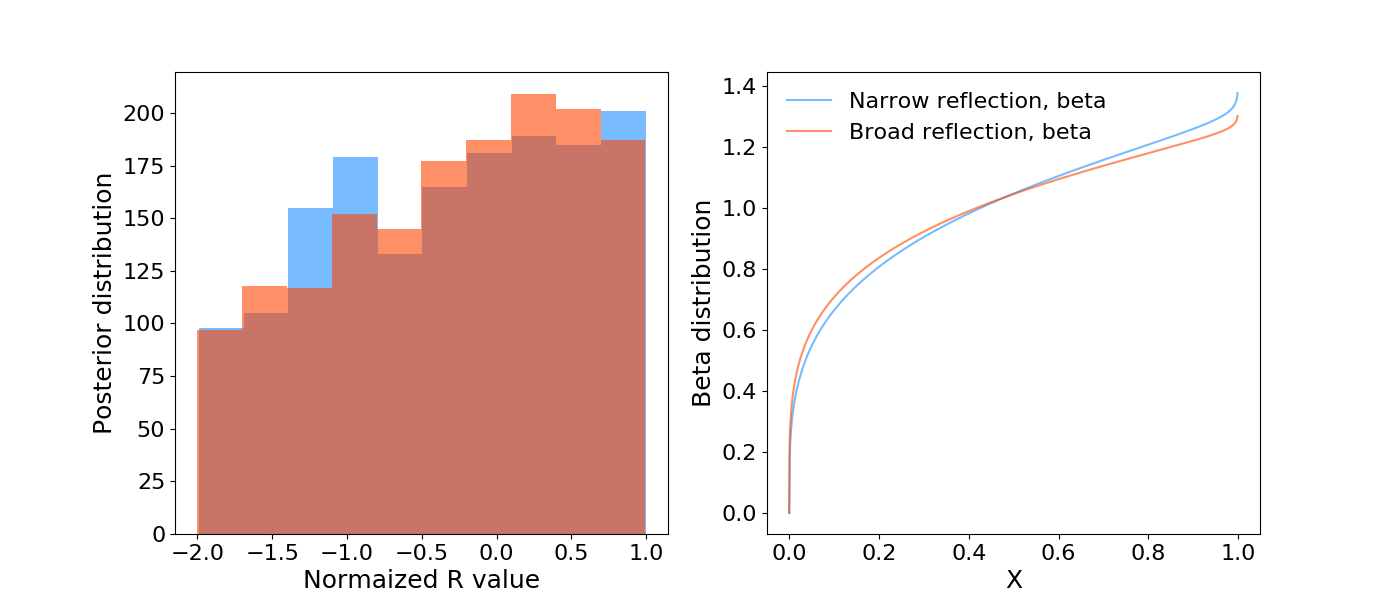 Posterior distribution
200
175
150
125
100
75
50
25
0
−2.0 −1.5 −1.0 −0.5 0.0 0.5 1.0
Normaized R value
Beta distribution
1.4
1.2
1.0
0.8
0.6
0.4
0.2
0.0
Narrow reflection, beta
Broad reflection, beta
0.0 0.2 0.4 0.6 0.8 1.0
X